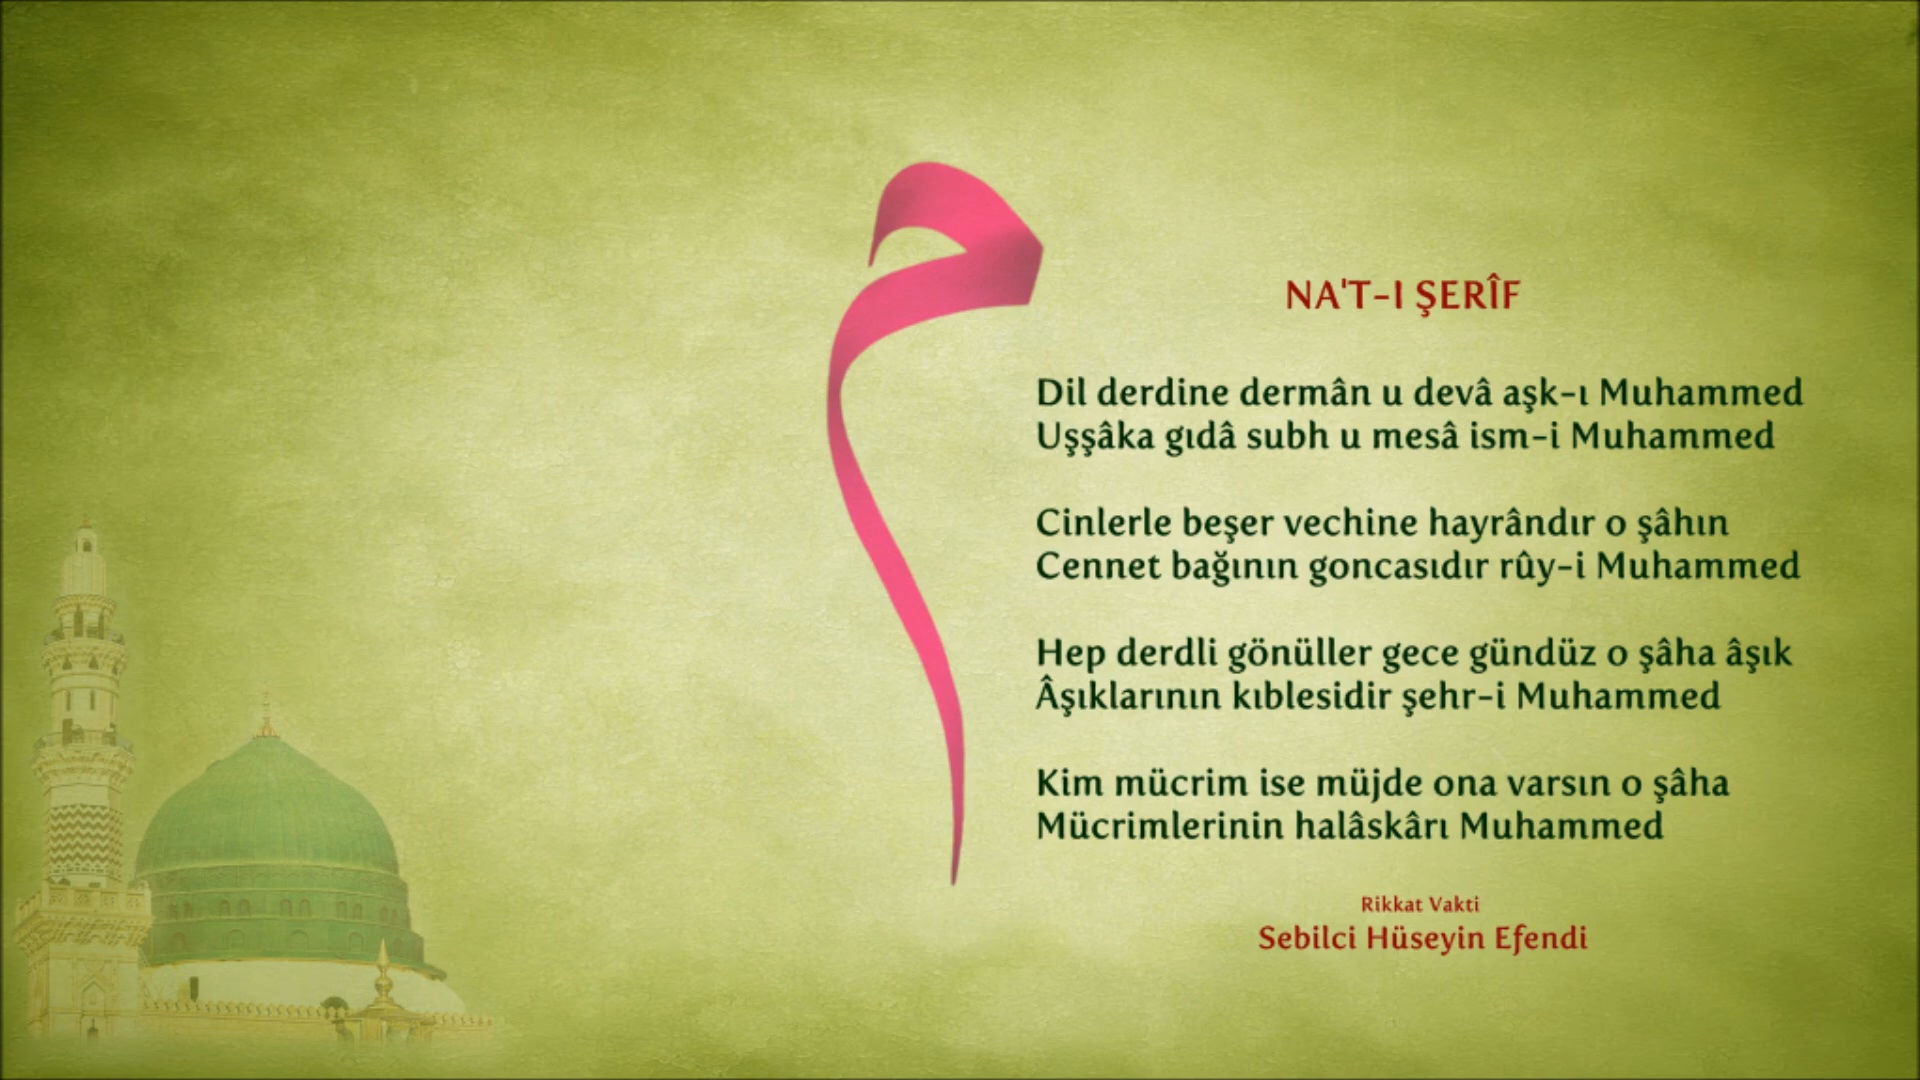 م
NA'T-I ŞERÎF
Dil derdine dermân u devâ aşk-ı Muhammed
Uşşâka gıdâ subh u mesâ ism-i Muhammed
Cinlerle beşer vechine hayrândır o şâhın
Cennet bağının goncasıdır rûy-i Muhammed
Hep derdli gönüller gece gündüz o şâha âşık
Âşıklarının kıblesidir şehr-i Muhammed
Kim mücrim ise müjde ona varsın o şâha
Mücrimlerinin halâskârı Muhammed
Rikkat Vakti
Sebilci Hüseyin Efendi